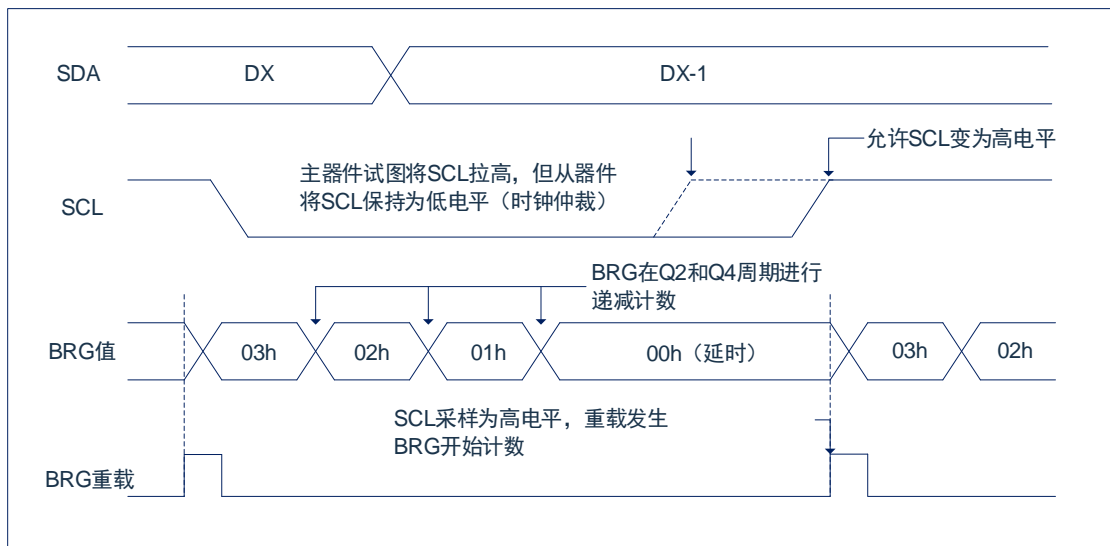 SDA
DX
DX-1
允许SCL变为高电平
主器件试图将SCL拉高，但从器件
将SCL保持为低电平（时钟仲裁）
SCL
BRG在Q2和Q4周期进行
递减计数
BRG值
03h
02h
01h
00h（延时）
03h
02h
SCL采样为高电平，重载发生
BRG开始计数
BRG重载